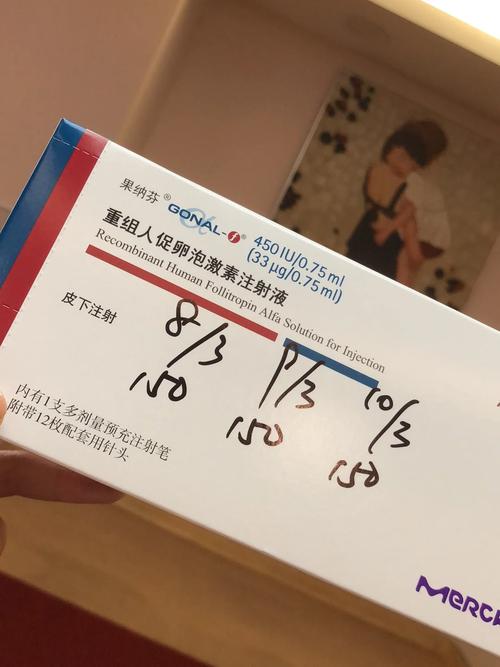 果纳芬®
GONAL-f®
450 IU/0.75 ml
(33 μg/0.75 ml)
重组人促卵泡激素注射液
Recombinant Human Follitropin Alfa Solution for Injection
皮下注射
8/3
150
9/3
150
10/3
150
内有1支多剂量预充注射笔
附带12枚配套用针头
Merck